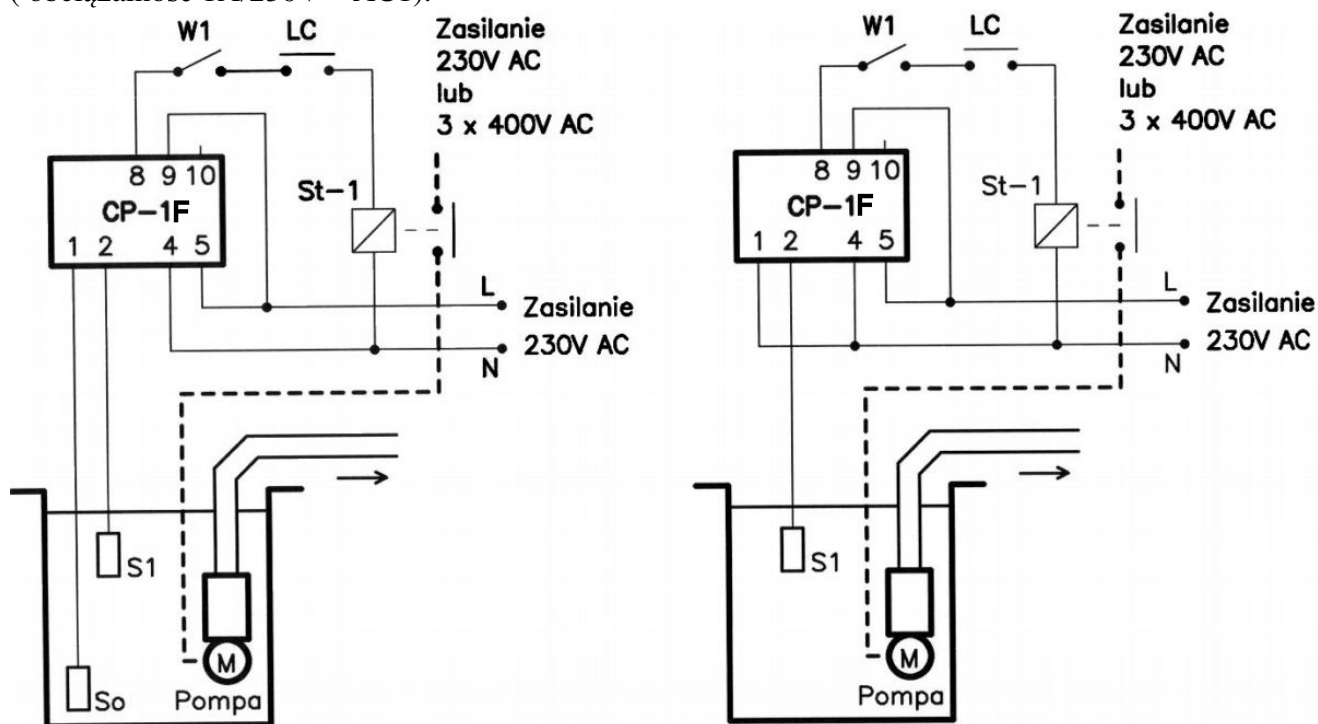 ( obciążalność 1A/250V – AC1).
W1
LC
Zasilanie
230V AC
lub
3 x 400V AC
8 9 10
CP-1F
1 2 4 5
St-1
L
Zasilanie
N
230V AC
S1
So
M
Pompa
W1
LC
Zasilanie
230V AC
lub
3 x 400V AC
8 9 10
CP-1F
1 2 4 5
St-1
L
Zasilanie
N
230V AC
S1
M
Pompa